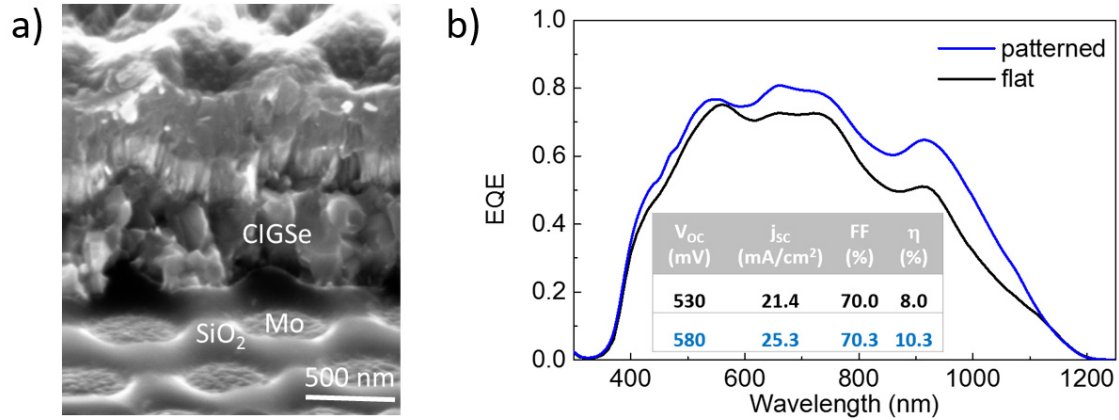 a)
CIGSe
SiO₂
Mo
500 nm
b)
1.0
0.8
0.6
0.4
0.2
0.0
EQE
patterned
flat
V_OC j_SC FF η
(mV) (mA/cm²) (%) (%)
530 21.4 70.0 8.0
580 25.3 70.3 10.3
400 600 800 1000 1200
Wavelength (nm)